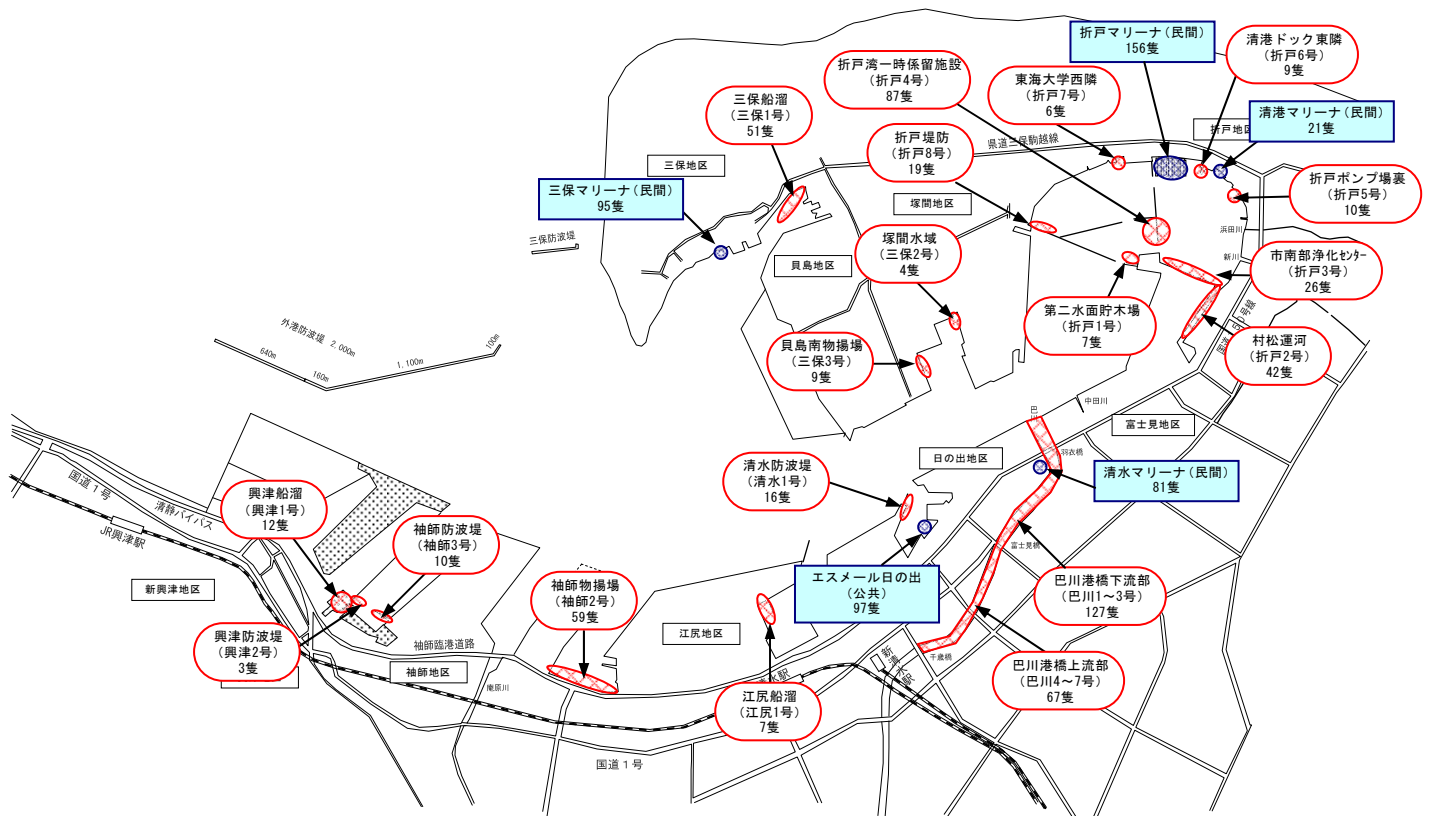 折戸マリーナ(民間)
156隻
清港ドック東隣
(折戸6号)
9隻
折戸湾一時係留施設
(折戸4号)
87隻
東海大学西隣
(折戸7号)
6隻
三保船溜
(三保1号)
51隻
清港マリーナ(民間)
21隻
折戸地区
県道三保駒越線
折戸堤防
(折戸8号)
19隻
三保地区
三保マリーナ(民間)
95隻
折戸ポンプ場裏
(折戸5号)
10隻
塚間地区
三保防波堤
浜田川
塚間水域
(三保2号)
4隻
貝島地区
新川
市南部浄化センター
(折戸3号)
26隻
第二水面貯木場
(折戸1号)
7隻
国道150号線
外港防波堤 2,000m
640m
160m
1,100m
100m
貝島南物揚場
(三保3号)
9隻
村松運河
(折戸2号)
42隻
中田川
巴川
富士見地区
羽衣橋
日の出地区
清水防波堤
(清水1号)
16隻
清水マリーナ(民間)
81隻
国道1号
清静バイパス
JR興津駅
興津船溜
(興津1号)
12隻
袖師防波堤
(袖師3号)
10隻
富士見橋
新興津地区
エスメール日の出
(公共)
97隻
巴川港橋下流部
(巴川1~3号)
127隻
袖師物揚場
(袖師2号)
59隻
興津防波堤
(興津2号)
3隻
袖師臨港道路
江尻地区
袖師地区
庵原川
千歳橋
新清水駅
水駅
江尻船溜
(江尻1号)
7隻
巴川港橋上流部
(巴川4~7号)
67隻
国道1号